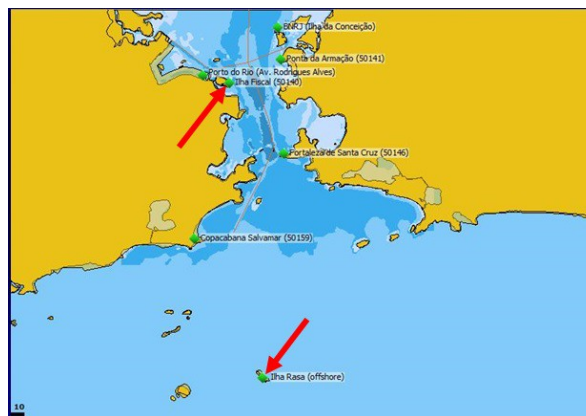 BNRJ (Ilha da Conceição)
Ponta da Armação (50141)
Porto do Rio (Av. Rodrigues Alves)
Ilha Fiscal (50140)
Fortaleza de Santa Cruz (50146)
Copacabana Salvamar (50159)
Ilha Rasa (offshore)
10